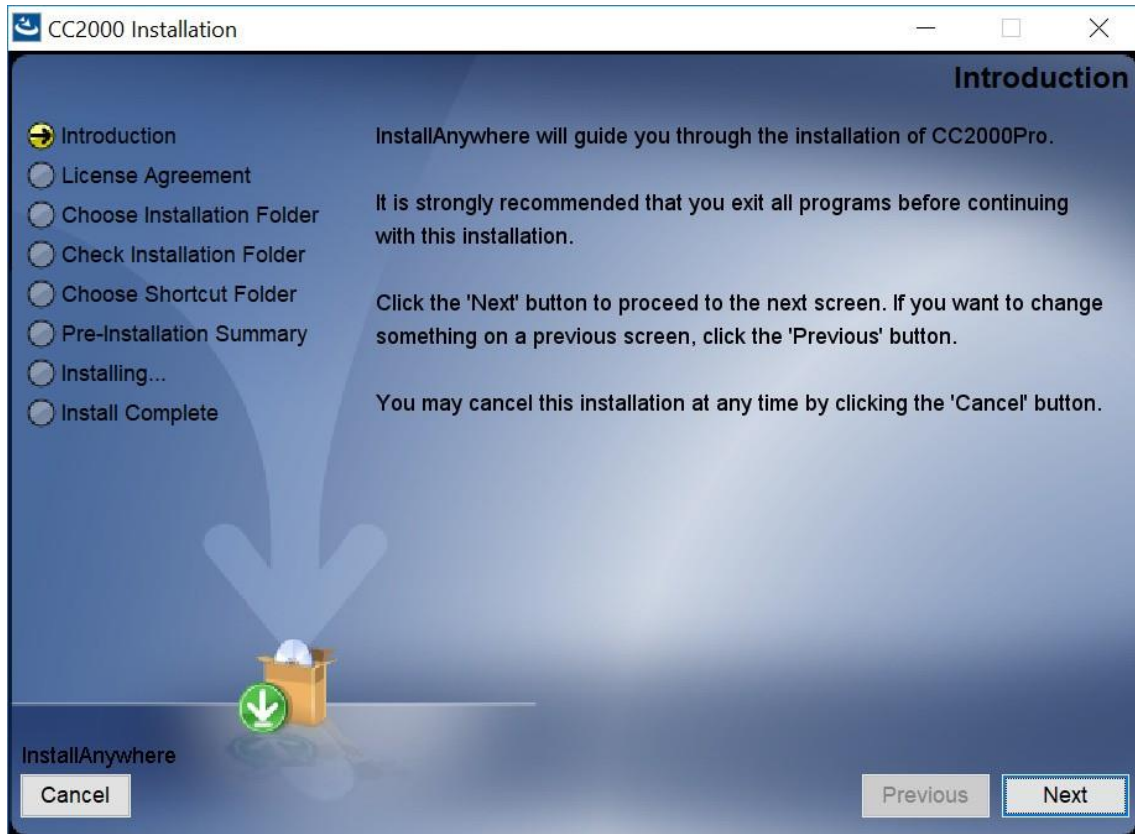 CC2000 Installation
Introduction
Introduction
License Agreement
Choose Installation Folder
Check Installation Folder
Choose Shortcut Folder
Pre-Installation Summary
Installing...
Install Complete
InstallAnywhere will guide you through the installation of CC2000Pro.
It is strongly recommended that you exit all programs before continuing
with this installation.
Click the 'Next' button to proceed to the next screen. If you want to change
something on a previous screen, click the 'Previous' button.
You may cancel this installation at any time by clicking the 'Cancel' button.
InstallAnywhere
Cancel
Previous
Next